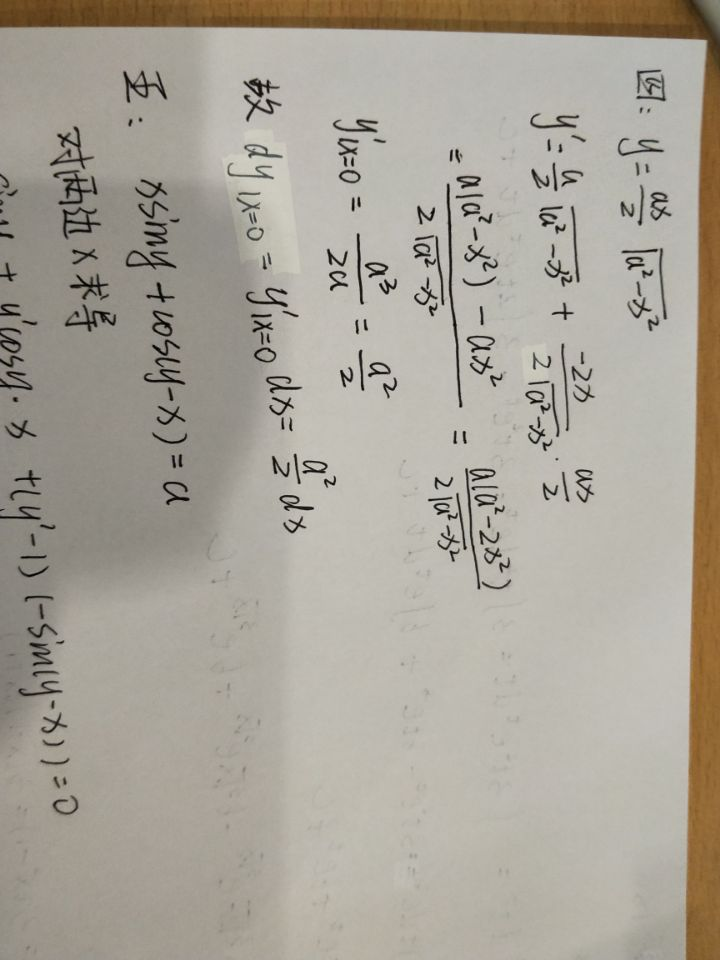 四: y = ax/2 √(a²-x²)
y' = a/2 √(a²-x²) + -2x/(2√(a²-x²)) · ax/2
= (a(a²-x²) - ax²)/(2√(a²-x²)) = a(a²-2x²)/(2√(a²-x²))
y'|x=0 = a³/2a = a²/2
故 dy|x=0 = y'|x=0 dx = a²/2 dx
五: xsiny + cos(y-x) = a
对两边 x 求导
siny + y'cosy · x + (y'-1)(-sin(y-x)) = 0